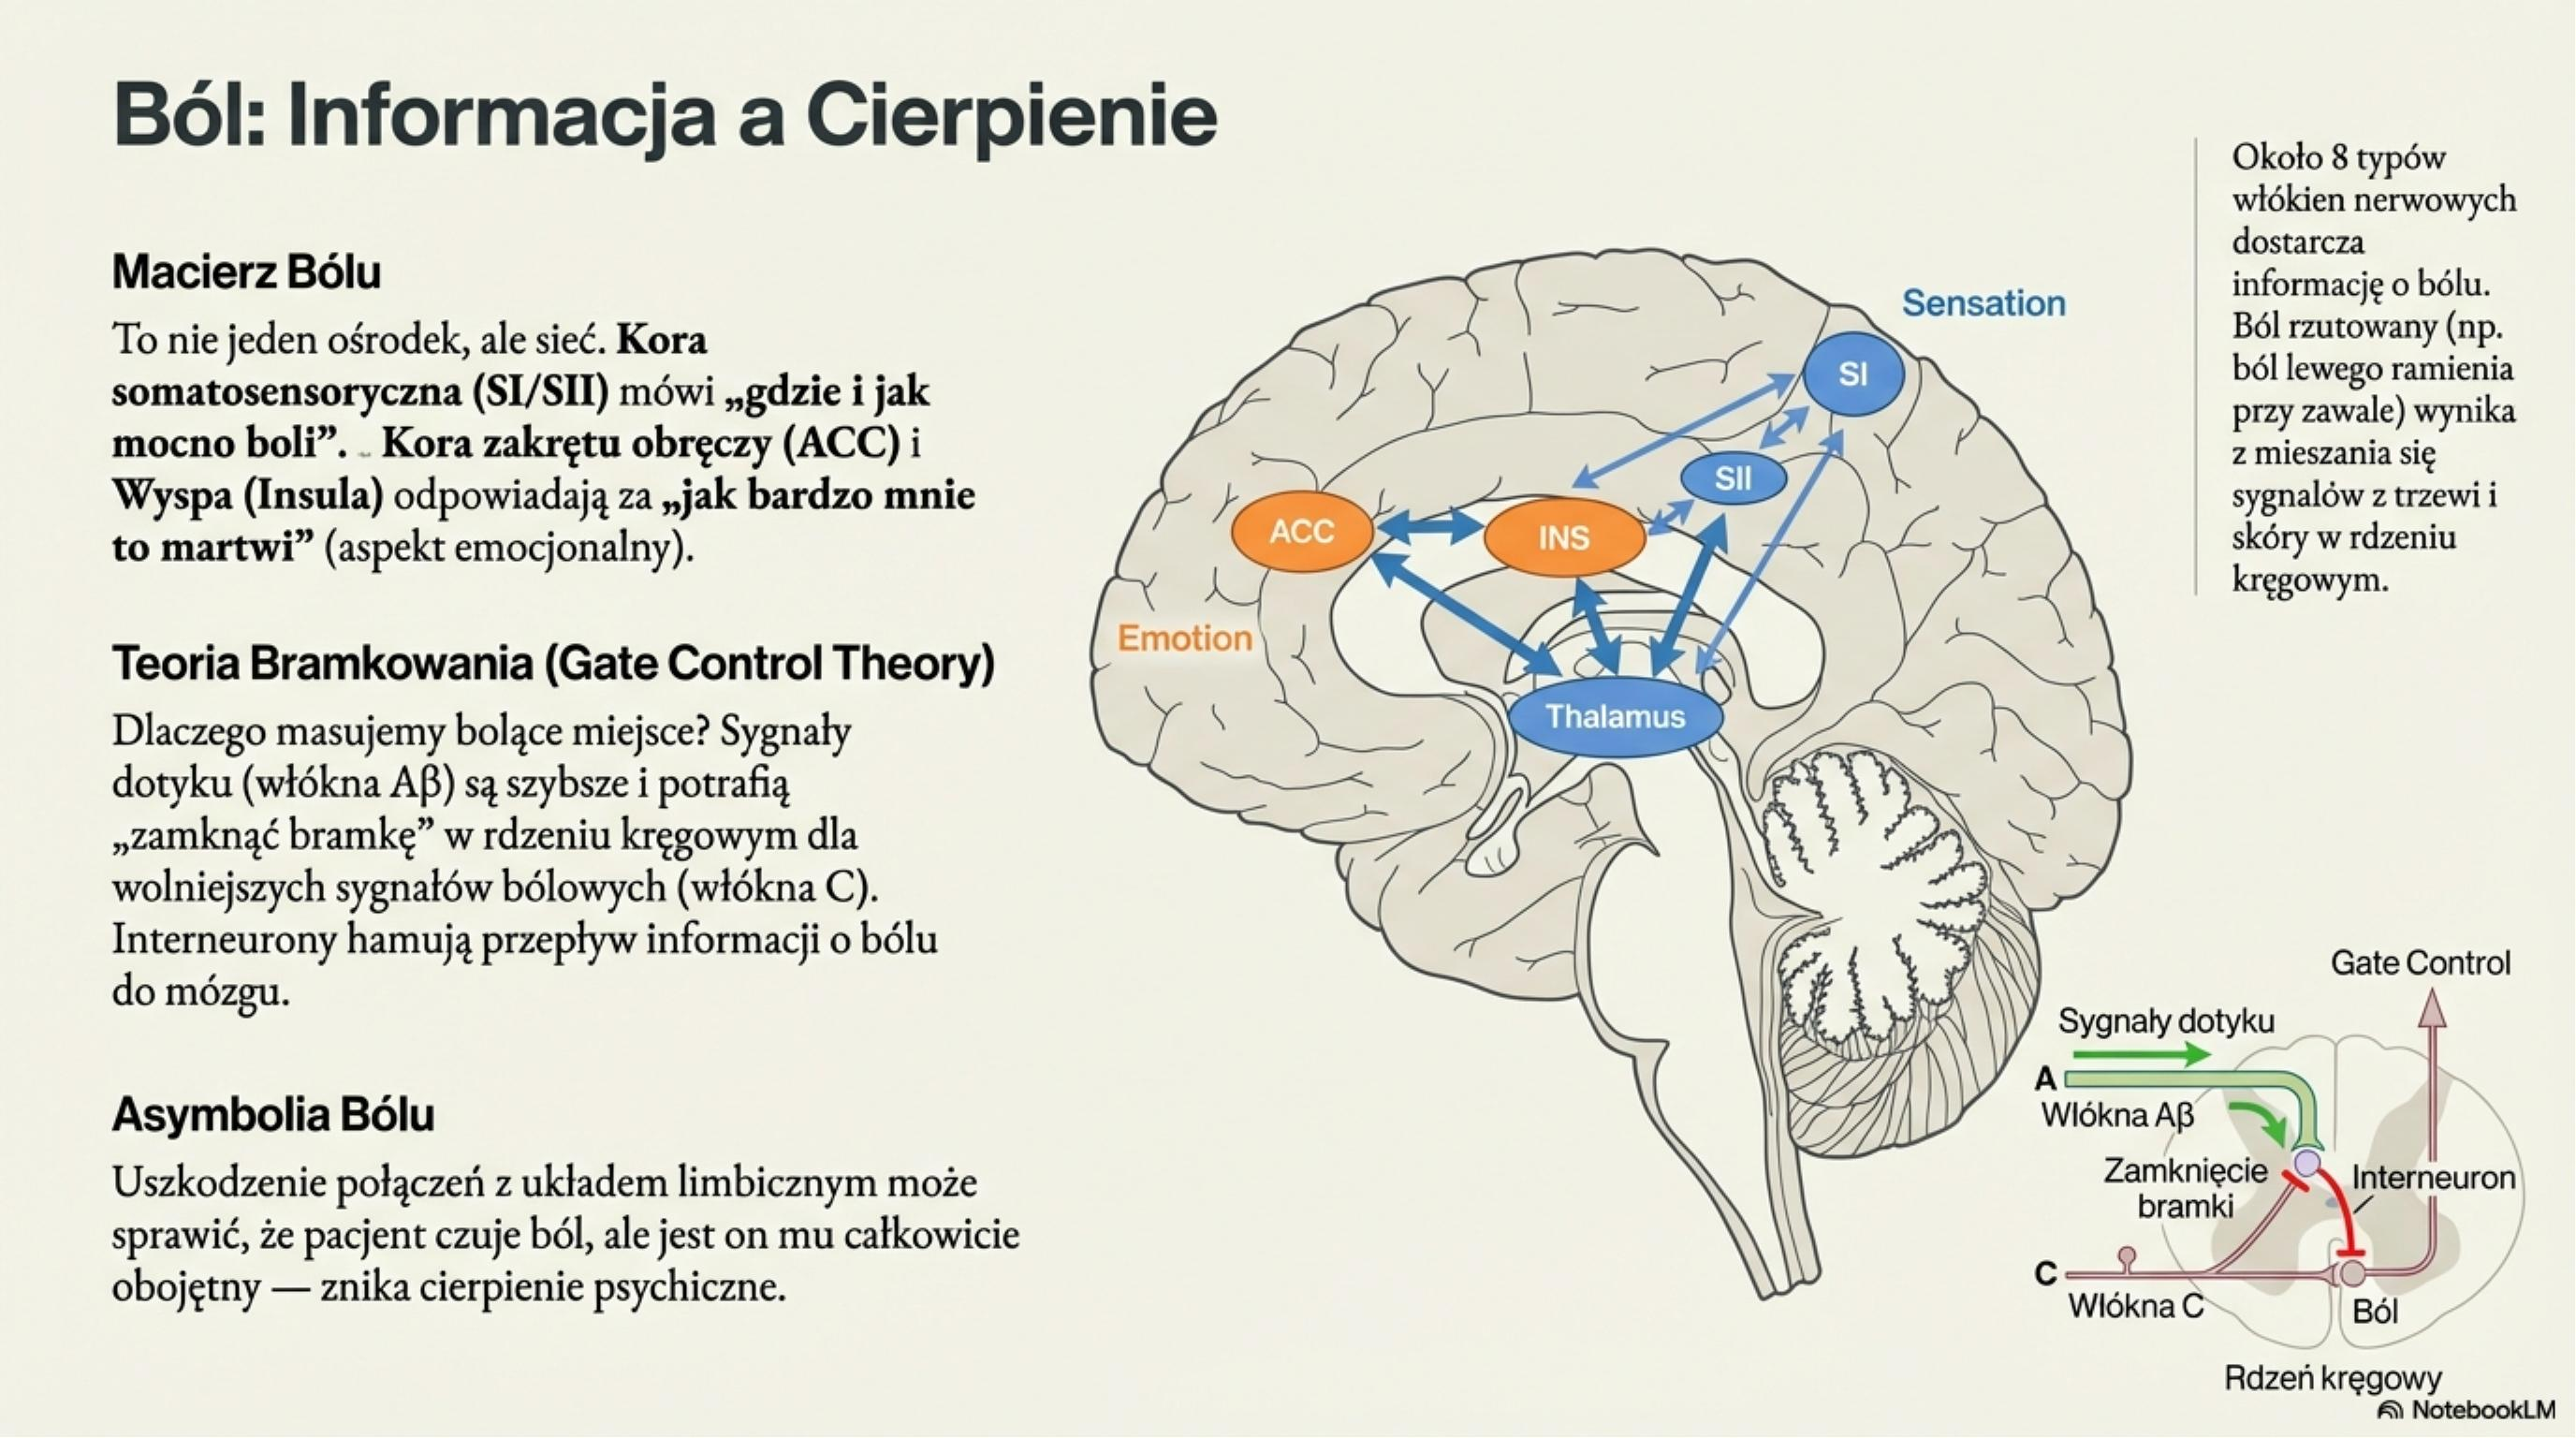 Ból: Informacja a Cierpienie
Macierz Bólu
To nie jeden ośrodek, ale sieć. Kora
somatosensoryczna (SI/SII) mówi „gdzie i jak
mocno boli”. Kora zakrętu obręczy (ACC) i
Wyspa (Insula) odpowiadają za „jak bardzo mnie
to martwi” (aspekt emocjonalny).
Teoria Bramkowania (Gate Control Theory)
Dlaczego masujemy bolące miejsce? Sygnały
dotyku (włókna Aβ) są szybsze i potrafią
„zamknąć bramkę” w rdzeniu kręgowym dla
wolniejszych sygnałów bólowych (włókna C).
Interneurony hamują przepływ informacji o bólu
do mózgu.
Asymbolia Bólu
Uszkodzenie połączeń z układem limbicznym może
sprawić, że pacjent czuje ból, ale jest on mu całkowicie
obojętny — znika cierpienie psychiczne.
Sensation
SI
SII
ACC
INS
Emotion
Thalamus
Około 8 typów
włókien nerwowych
dostarcza
informację o bólu.
Ból rzutowany (np.
ból lewego ramienia
przy zawale) wynika
z mieszania się
sygnalów z trzewi i
skóry w rdzeniu
kręgowym.
Gate Control
Sygnały dotyku
A
Wlókna Aβ
Zamknięcie
bramki
Interneuron
C
Wlókna C
Ból
Rdzeń kręgowy
NotebookLM